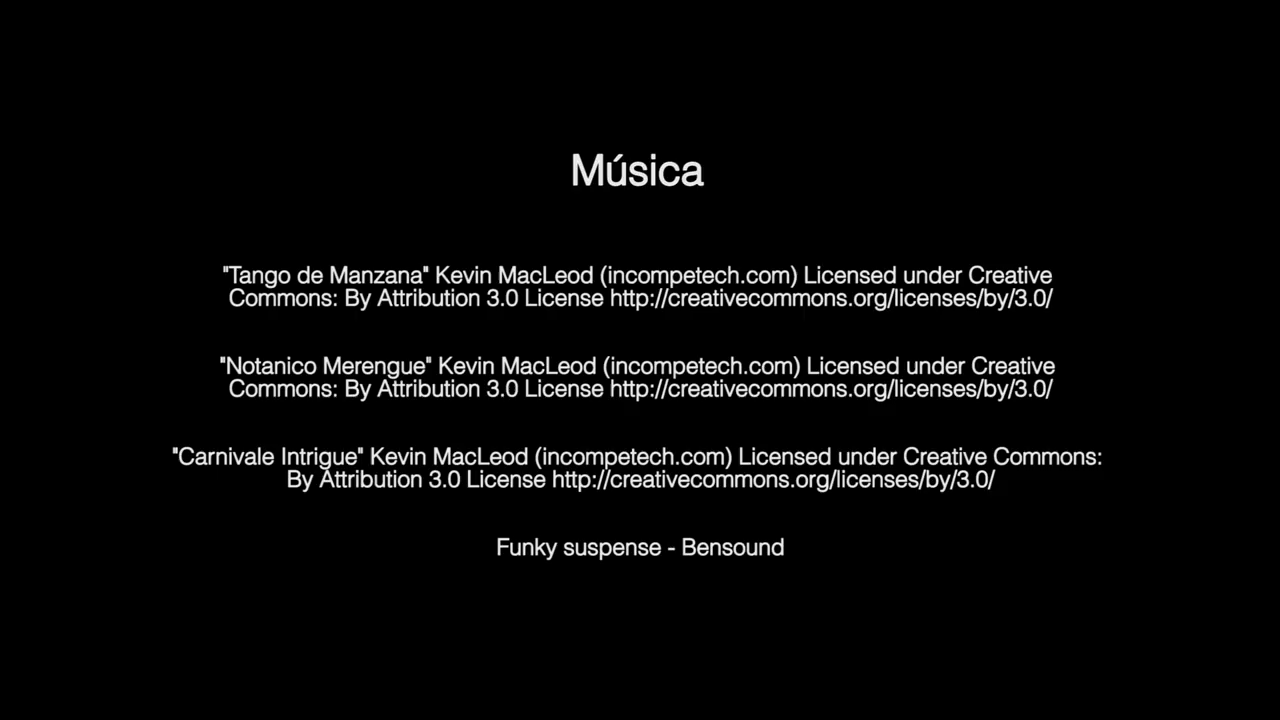 Música
"Tango de Manzana" Kevin MacLeod (incompetech.com) Licensed under Creative
Commons: By Attribution 3.0 License http://creativecommons.org/licenses/by/3.0/
"Notanico Merengue" Kevin MacLeod (incompetech.com) Licensed under Creative
Commons: By Attribution 3.0 License http://creativecommons.org/licenses/by/3.0/
"Carnivale Intrigue" Kevin MacLeod (incompetech.com) Licensed under Creative Commons:
By Attribution 3.0 License http://creativecommons.org/licenses/by/3.0/
Funky suspense - Bensound